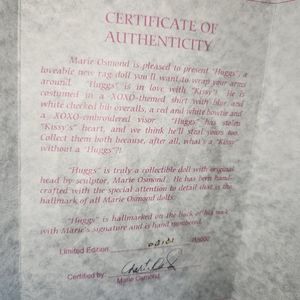 CERTIFICATE OF
AUTHENTICITY
Marie Osmond is pleased to present "Huggs", a
loveable new tag doll you'll want to wrap your arms
around. "Huggs" is in love with "Kissy"! He is
costumed in a XOXO-themed shirt with blue and
white checked bib overalls, a red and white bowtie and
a XOXO-embroidered visor. "Huggs" has stolen
"Kissy's" heart, and we think he'll steal yours too.
Collect them both because, after all, what's a "Kissy"
without a "Huggs"?!
"Huggs" is truly a collectible doll with original
head by sculptor, Marie Osmond. He has been hand-
crafted with the special attention to detail that is the
hallmark of all Marie Osmond dolls.
"Huggs" is hallmarked on the back of his neck
with Marie's signature and is hand numbered.
Limited Edition
Certified by:
Marie Osmond